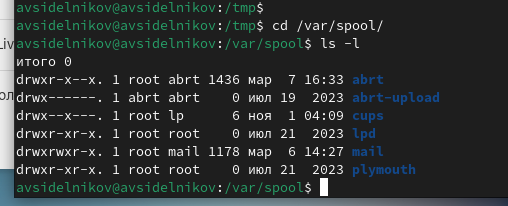 avsidelnikov@avsidelnikov:/tmp$
avsidelnikov@avsidelnikov:/tmp$ cd /var/spool/
avsidelnikov@avsidelnikov:/var/spool$ ls -l
итого 0
drwxr-x--x. 1 root abrt 1436 мар  7 16:33 abrt
drwx------. 1 abrt abrt    0 июл 19  2023 abrt-upload
drwx--x---. 1 root lp      6 ноя  1 04:09 cups
drwxr-xr-x. 1 root root    0 июл 21  2023 lpd
drwxrwxr-x. 1 root mail 1178 мар  6 14:27 mail
drwxr-xr-x. 1 root root    0 июл 21  2023 plymouth
avsidelnikov@avsidelnikov:/var/spool$